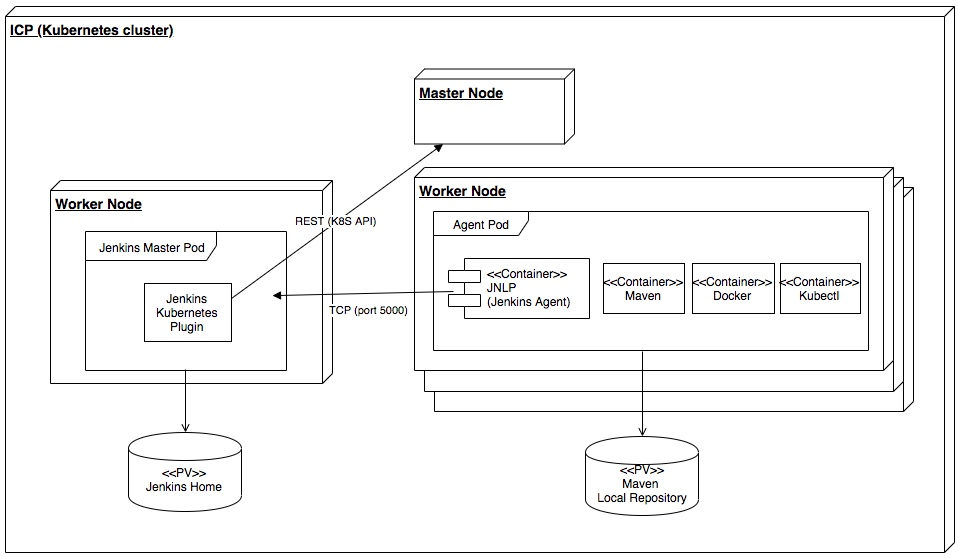 ICP (Kubernetes cluster)
Master Node
Worker Node
Jenkins Master Pod
Jenkins
Kubernetes
Plugin
REST (K8S API)
TCP (port 5000)
Worker Node
Agent Pod
<<Container>>
JNLP
(Jenkins Agent)
<<Container>>
Maven
<<Container>>
Docker
<<Container>>
Kubectl
<<PV>>
Jenkins Home
<<PV>>
Maven
Local Repository